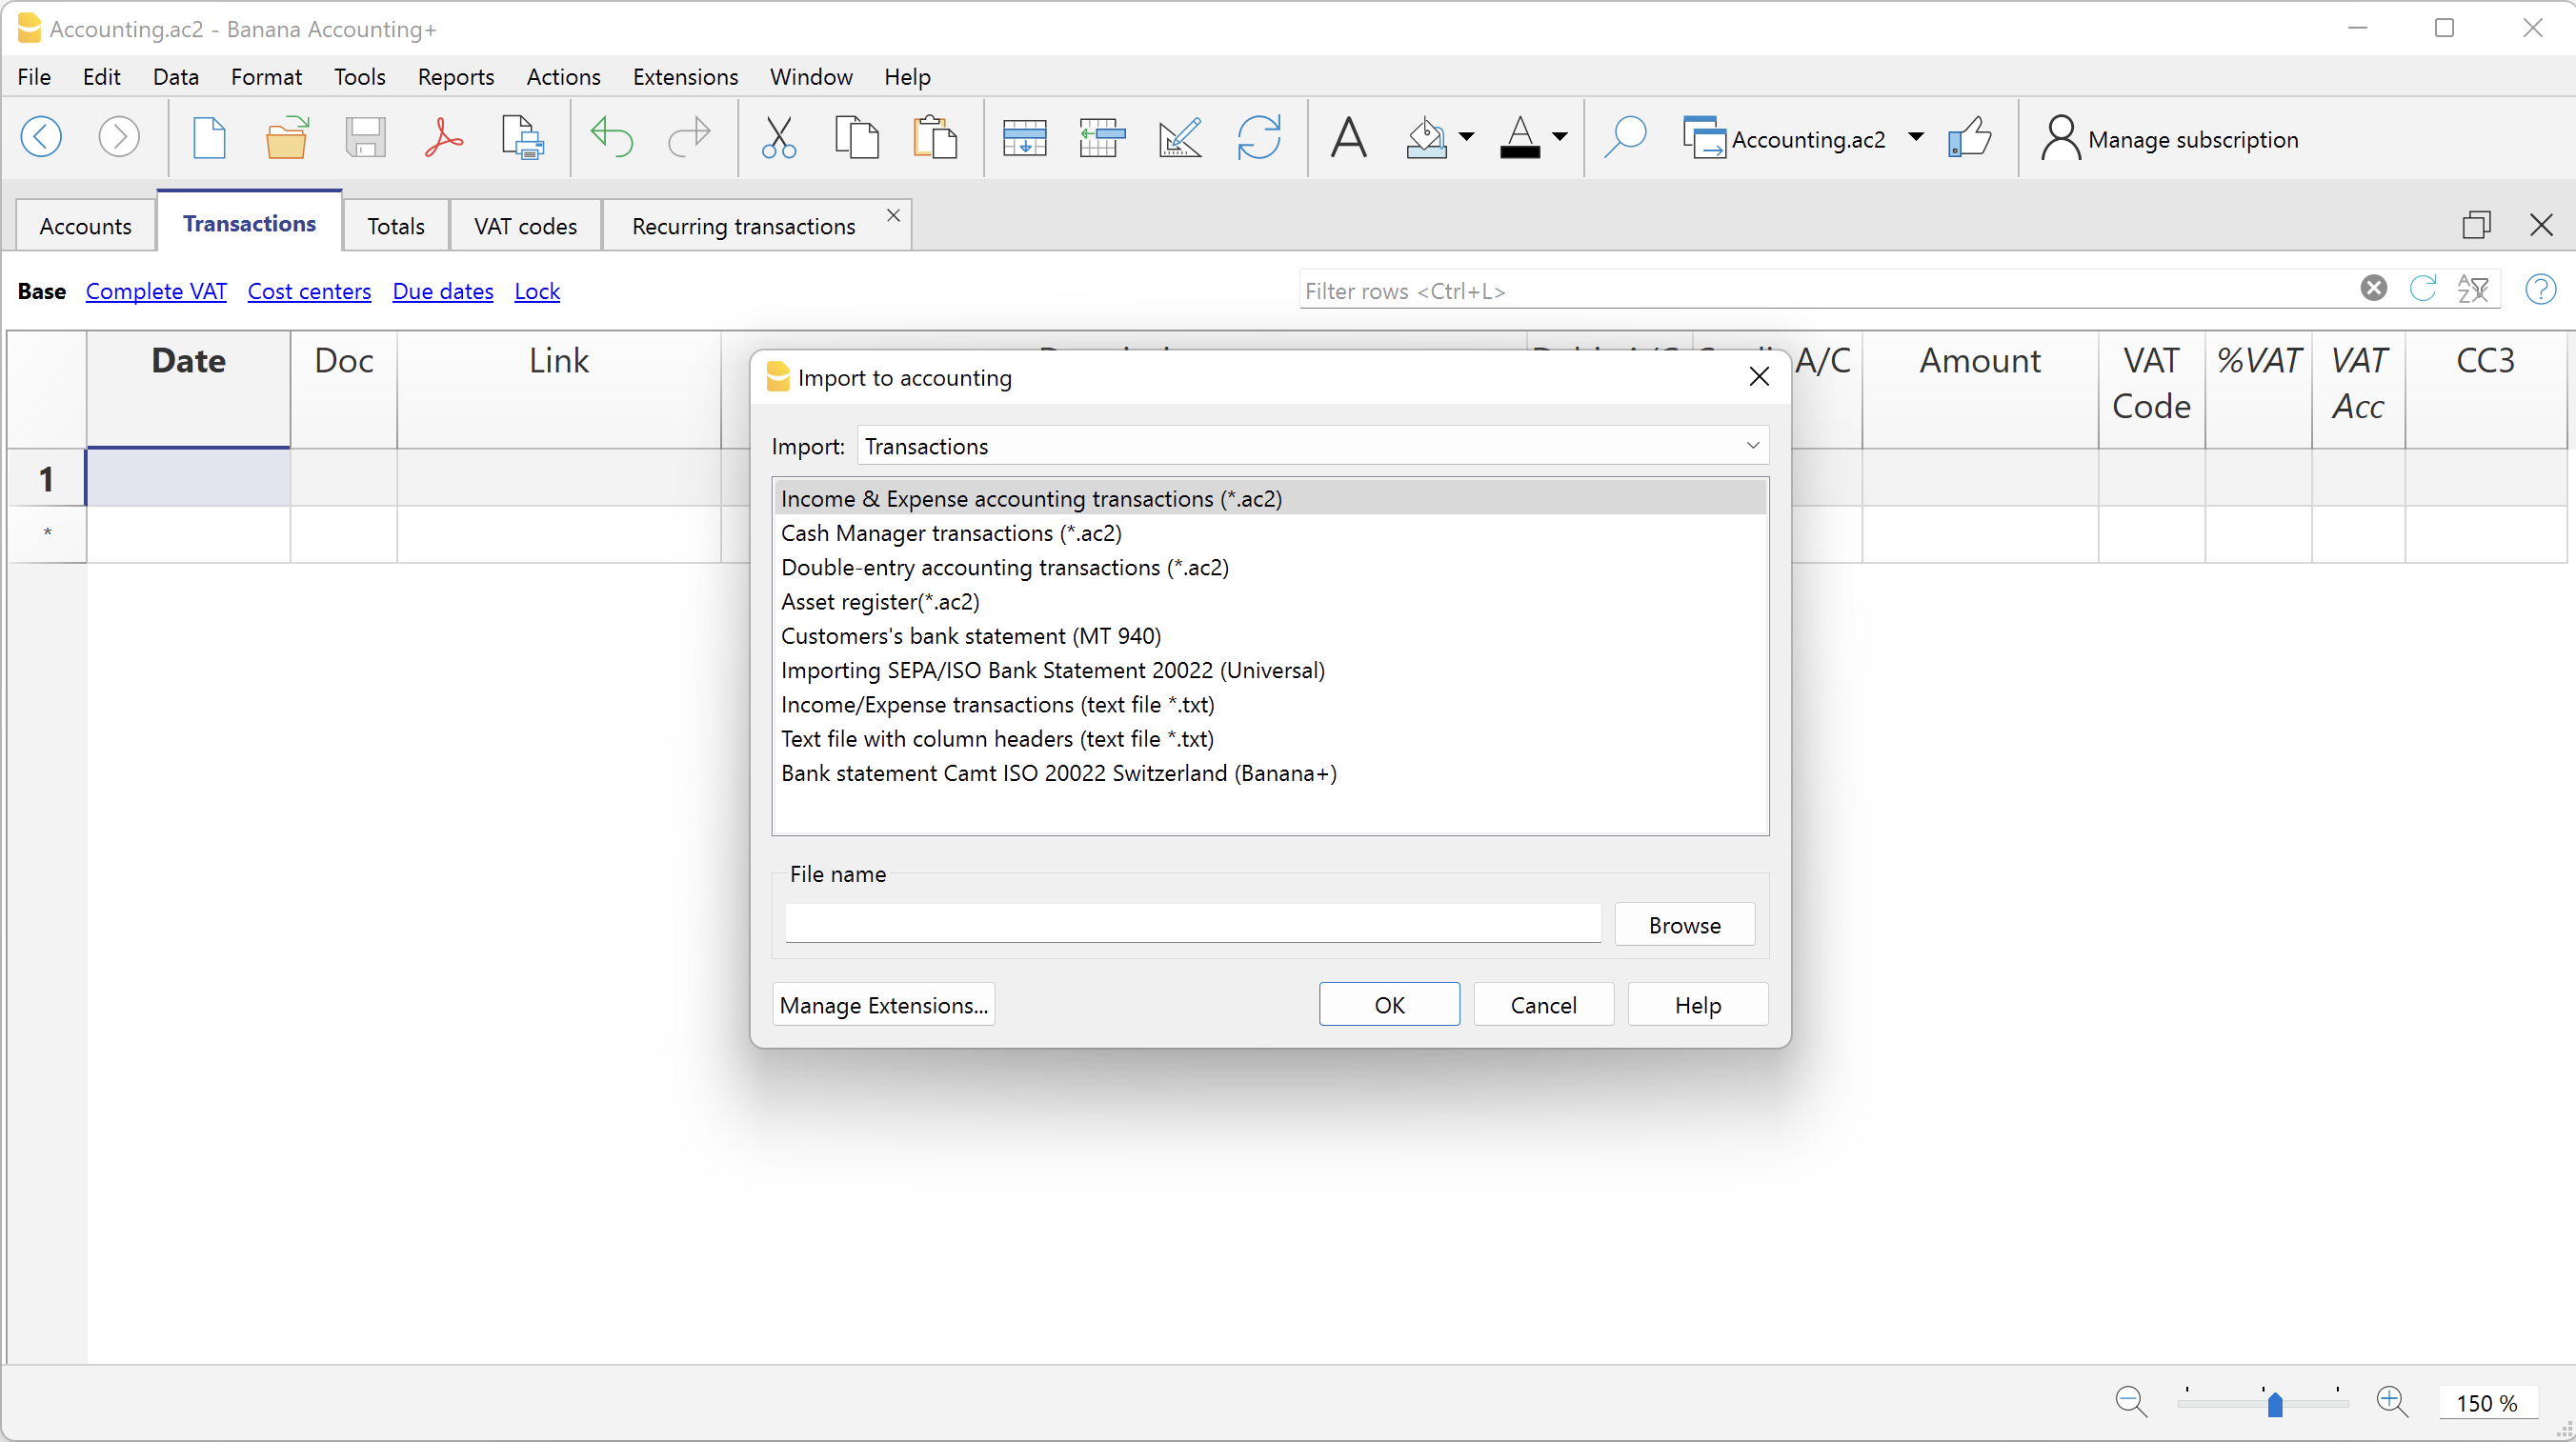 Accounting.ac2 - Banana Accounting+
File Edit Data Format Tools Reports Actions Extensions Window Help
Accounting.ac2 Manage subscription
Accounts Transactions Totals VAT codes Recurring transactions
Base Complete VAT Cost centers Due dates Lock Filter rows <Ctrl+L>
Date Doc Link A/C Amount VAT Code %VAT VAT Acc CC3
1
*
Import to accounting
Import: Transactions
Income & Expense accounting transactions (*.ac2)
Cash Manager transactions (*.ac2)
Double-entry accounting transactions (*.ac2)
Asset register(*.ac2)
Customers's bank statement (MT 940)
Importing SEPA/ISO Bank Statement 20022 (Universal)
Income/Expense transactions (text file *.txt)
Text file with column headers (text file *.txt)
Bank statement Camt ISO 20022 Switzerland (Banana+)
File name
Browse
Manage Extensions... OK Cancel Help
150 %